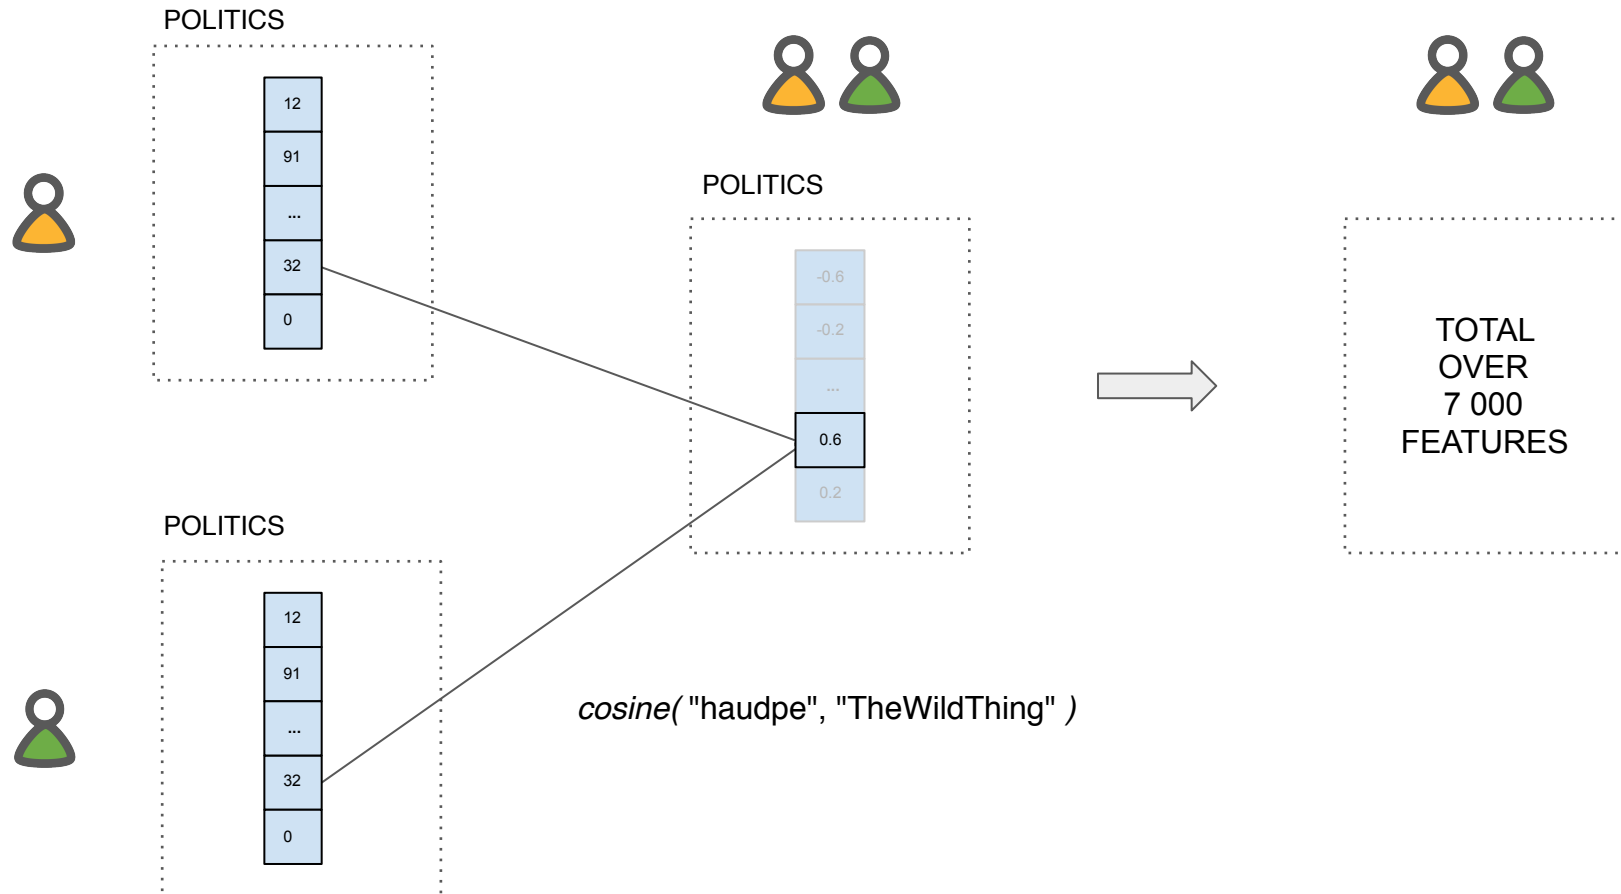 POLITICS
12
91
...
32
0
POLITICS
-0.6
-0.2
...
0.6
0.2
TOTAL
OVER
7 000
FEATURES
POLITICS
12
91
...
32
0
cosine( "haudpe", "TheWildThing" )